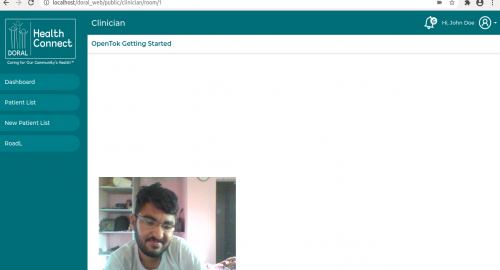 localhost/doral_web/public/clinician/room/1
Health
Connect
DORAL
Caring for Our Community's Health™
Clinician
Hi, John Doe
OpenTok Getting Started
Dashboard
Patient List
New Patient List
RoadL